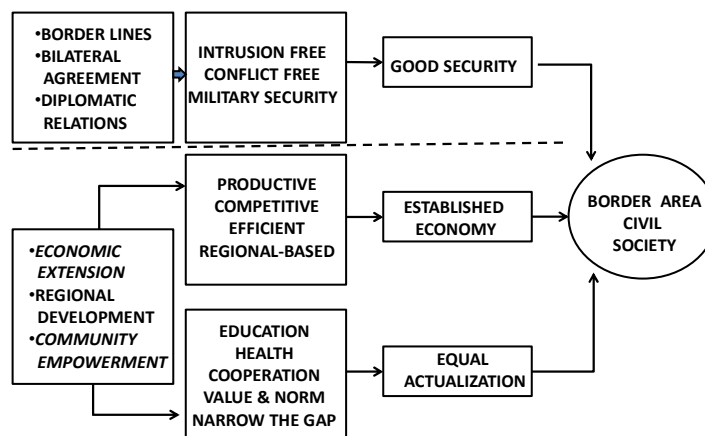 •BORDER LINES
•BILATERAL
AGREEMENT
•DIPLOMATIC
RELATIONS
INTRUSION FREE
CONFLICT FREE
MILITARY SECURITY
GOOD SECURITY
PRODUCTIVE
COMPETITIVE
EFFICIENT
REGIONAL-BASED
ESTABLISHED
ECONOMY
BORDER AREA
CIVIL
SOCIETY
•ECONOMIC
EXTENSION
•REGIONAL
DEVELOPMENT
•COMMUNITY
EMPOWERMENT
EDUCATION
HEALTH
COOPERATION
VALUE & NORM
NARROW THE GAP
EQUAL
ACTUALIZATION